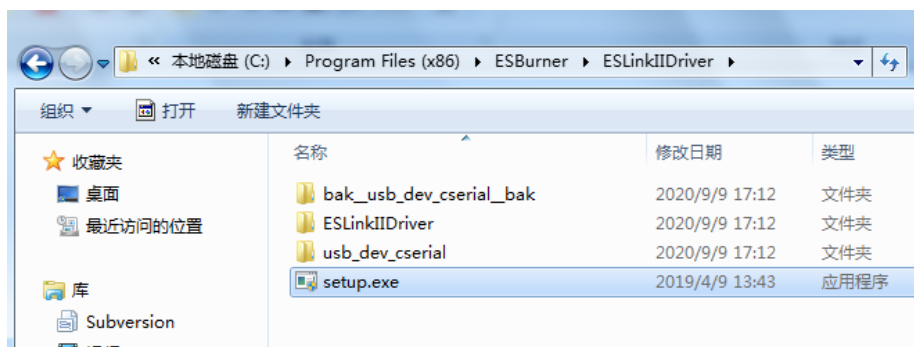 « 本地磁盘 (C:) ▸ Program Files (x86) ▸ ESBurner ▸ ESLinkIIDriver ▸
组织 打开 新建文件夹
收藏夹
桌面
最近访问的位置
库
Subversion
名称 修改日期 类型
bak__usb_dev_cserial__bak 2020/9/9 17:12 文件夹
ESLinkIIDriver 2020/9/9 17:12 文件夹
usb_dev_cserial 2020/9/9 17:12 文件夹
setup.exe 2019/4/9 13:43 应用程序